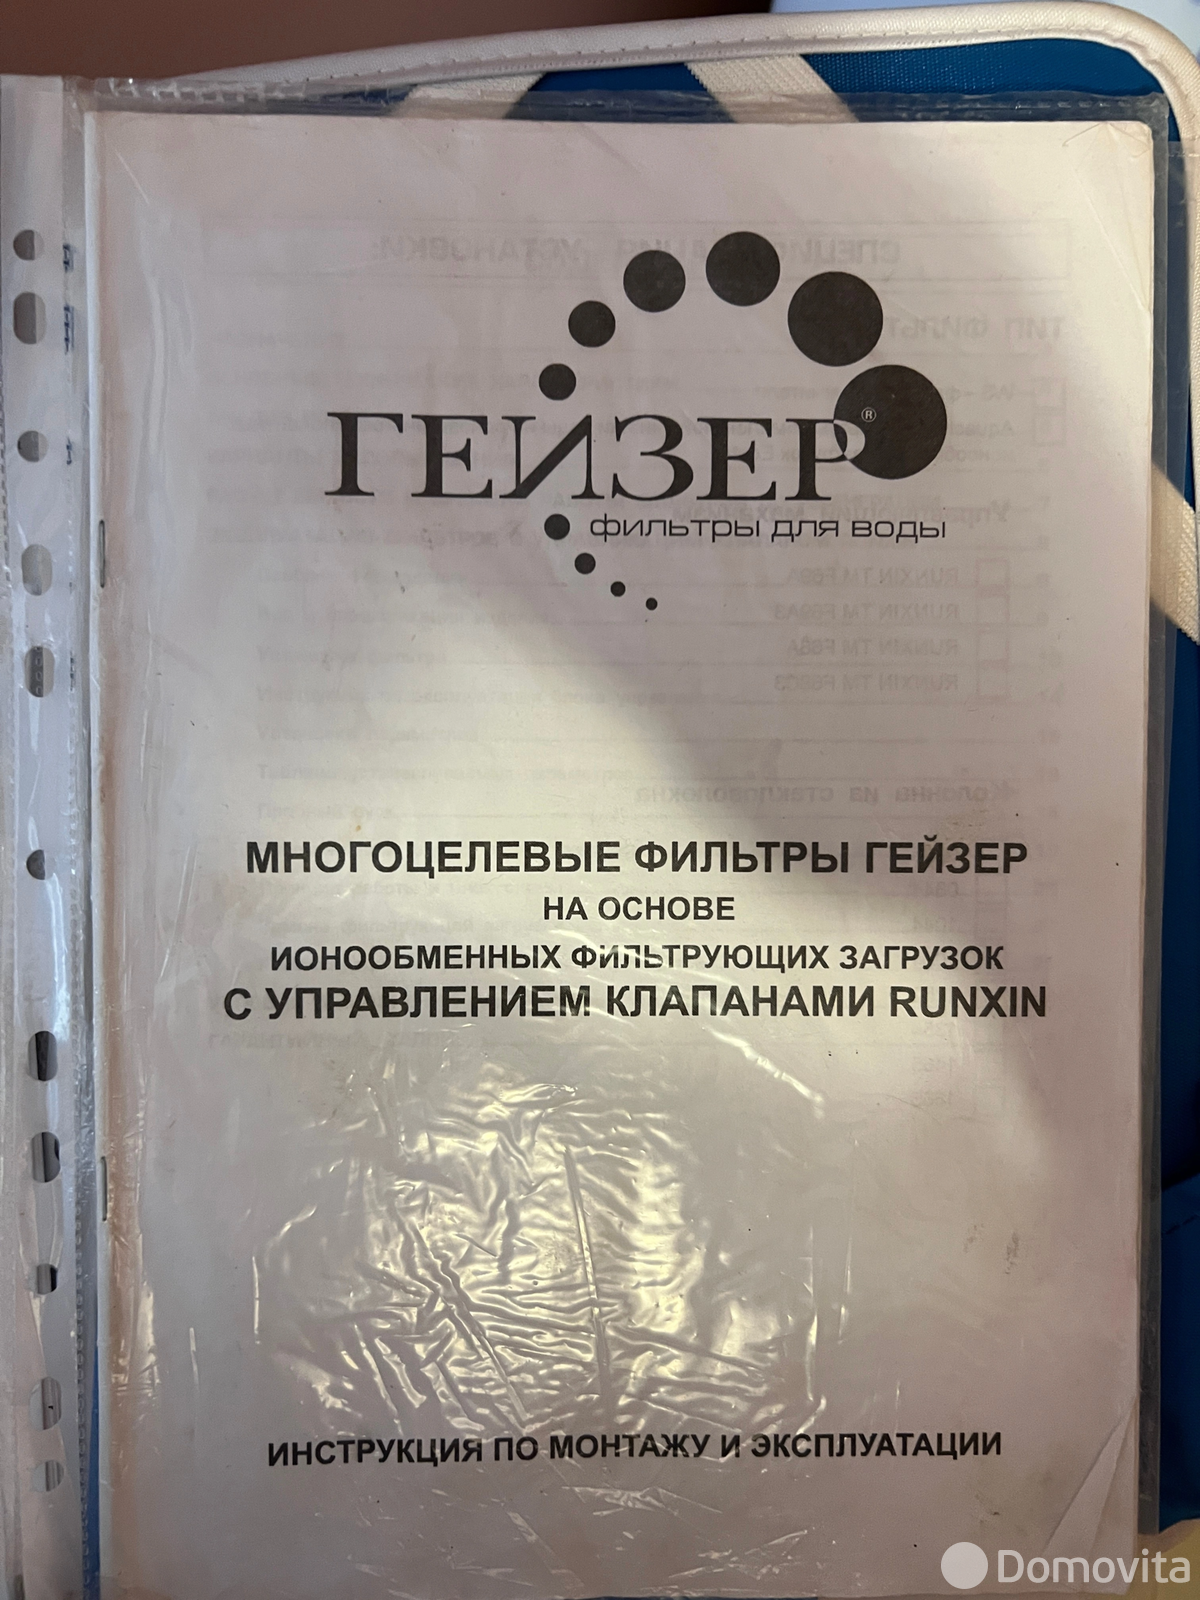 ГЕЙЗЕР®
фильтры для воды
МНОГОЦЕЛЕВЫЕ ФИЛЬТРЫ ГЕЙЗЕР
НА ОСНОВЕ
ИОНООБМЕННЫХ ФИЛЬТРУЮЩИХ ЗАГРУЗОК
С УПРАВЛЕНИЕМ КЛАПАНАМИ RUNXIN
ИНСТРУКЦИЯ ПО МОНТАЖУ И ЭКСПЛУАТАЦИИ
Domovita